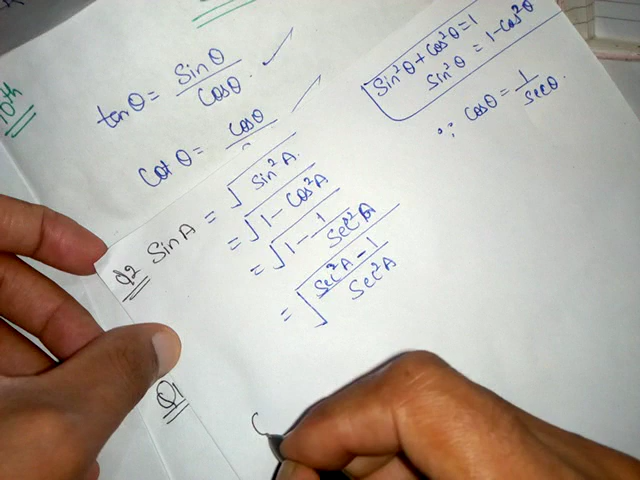 10th
tanθ = Sinθ / Cosθ.
Cot θ = Cosθ
Sin²θ + Cos²θ = 1
Sin²θ = 1 - Cos²θ
∵ Cosθ = 1 / Secθ.
Q2 Sin A = √Sin²A.
= √1 - Cos²A
= √1 - 1 / Sec²A
= √Sec²A - 1 / Sec²A
Q1
C